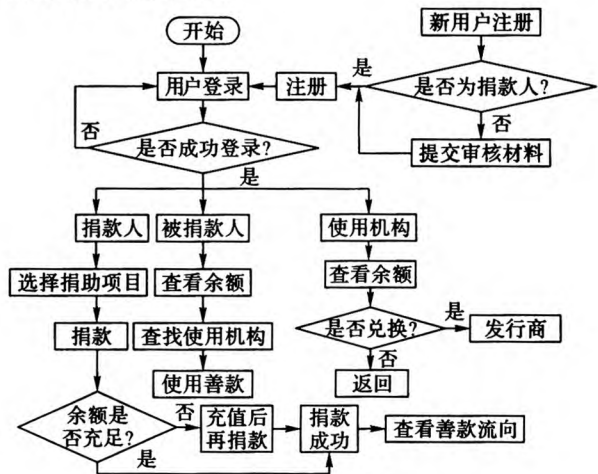 新用户注册
开始
是
用户登录
注册
是否为捐款人?
否
否
是否成功登录?
提交审核材料
是
捐款人
被捐款人
使用机构
选择捐助项目
查看余额
查看余额
捐款
查找使用机构
是否兑换?
是
发行商
否
使用善款
返回
余额是
否充足?
否
充值后
再捐款
捐款
成功
查看善款流向
是